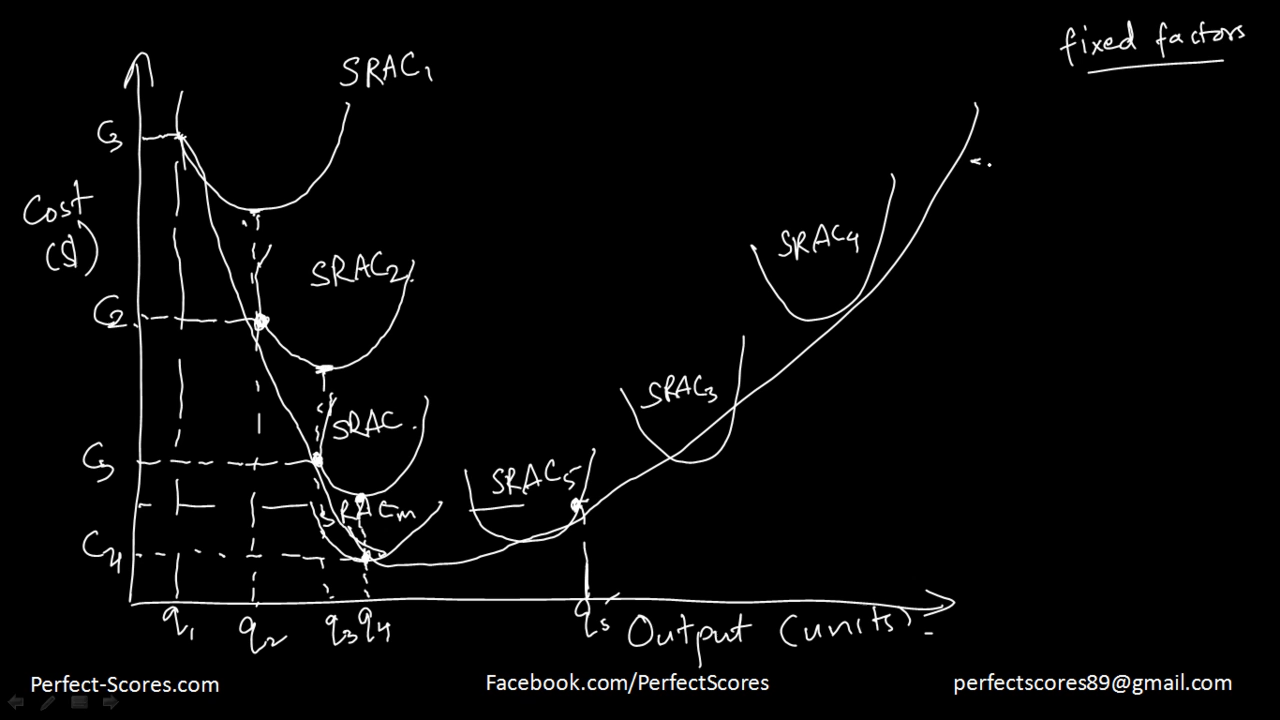 fixed factors
SRAC1
C3
Cost
($)
SRAC2
C2
SRAC4
SRAC3
SRAC
C3
SRAC5
SRACm
C4
q1 q2 q3 q4 q5
Output (units)
Perfect-Scores.com
Facebook.com/PerfectScores
perfectscores89@gmail.com